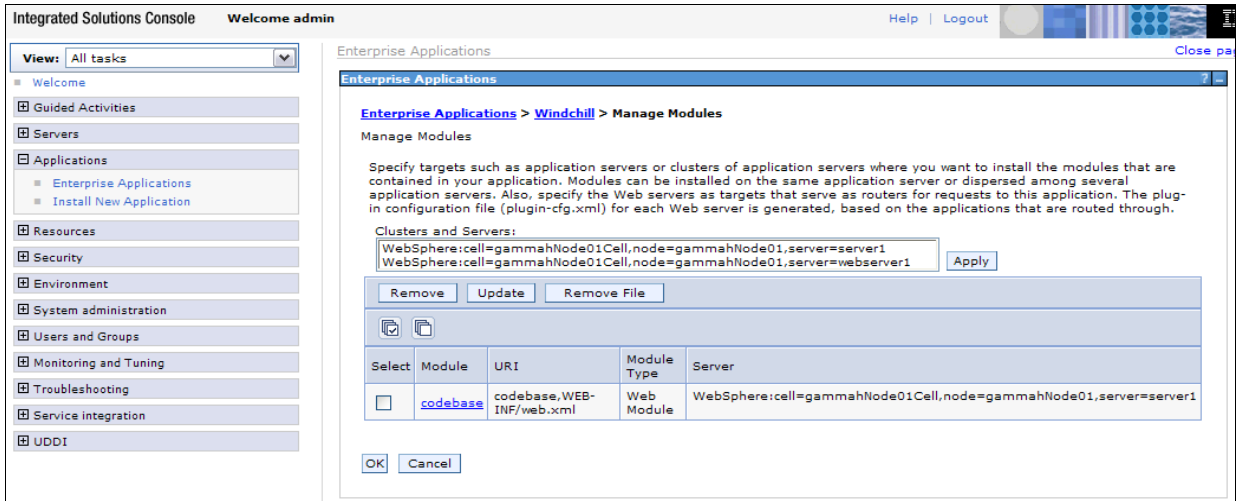 Integrated Solutions Console Welcome admin Help | Logout
View: All tasks
Welcome
Guided Activities
Servers
Applications
Enterprise Applications
Install New Application
Resources
Security
Environment
System administration
Users and Groups
Monitoring and Tuning
Troubleshooting
Service integration
UDDI
Enterprise Applications
Close pa
Enterprise Applications ? -
Enterprise Applications > Windchill > Manage Modules
Manage Modules
Specify targets such as application servers or clusters of application servers where you want to install the modules that are
contained in your application. Modules can be installed on the same application server or dispersed among several
application servers. Also, specify the Web servers as targets that serve as routers for requests to this application. The plug-
in configuration file (plugin-cfg.xml) for each Web server is generated, based on the applications that are routed through.
Clusters and Servers:
WebSphere:cell=gammahNode01Cell,node=gammahNode01,server=server1
WebSphere:cell=gammahNode01Cell,node=gammahNode01,server=webserver1
Apply
Remove Update Remove File
Select Module URI Module Type Server
codebase codebase,WEB-INF/web.xml Web Module WebSphere:cell=gammahNode01Cell,node=gammahNode01,server=server1
OK Cancel